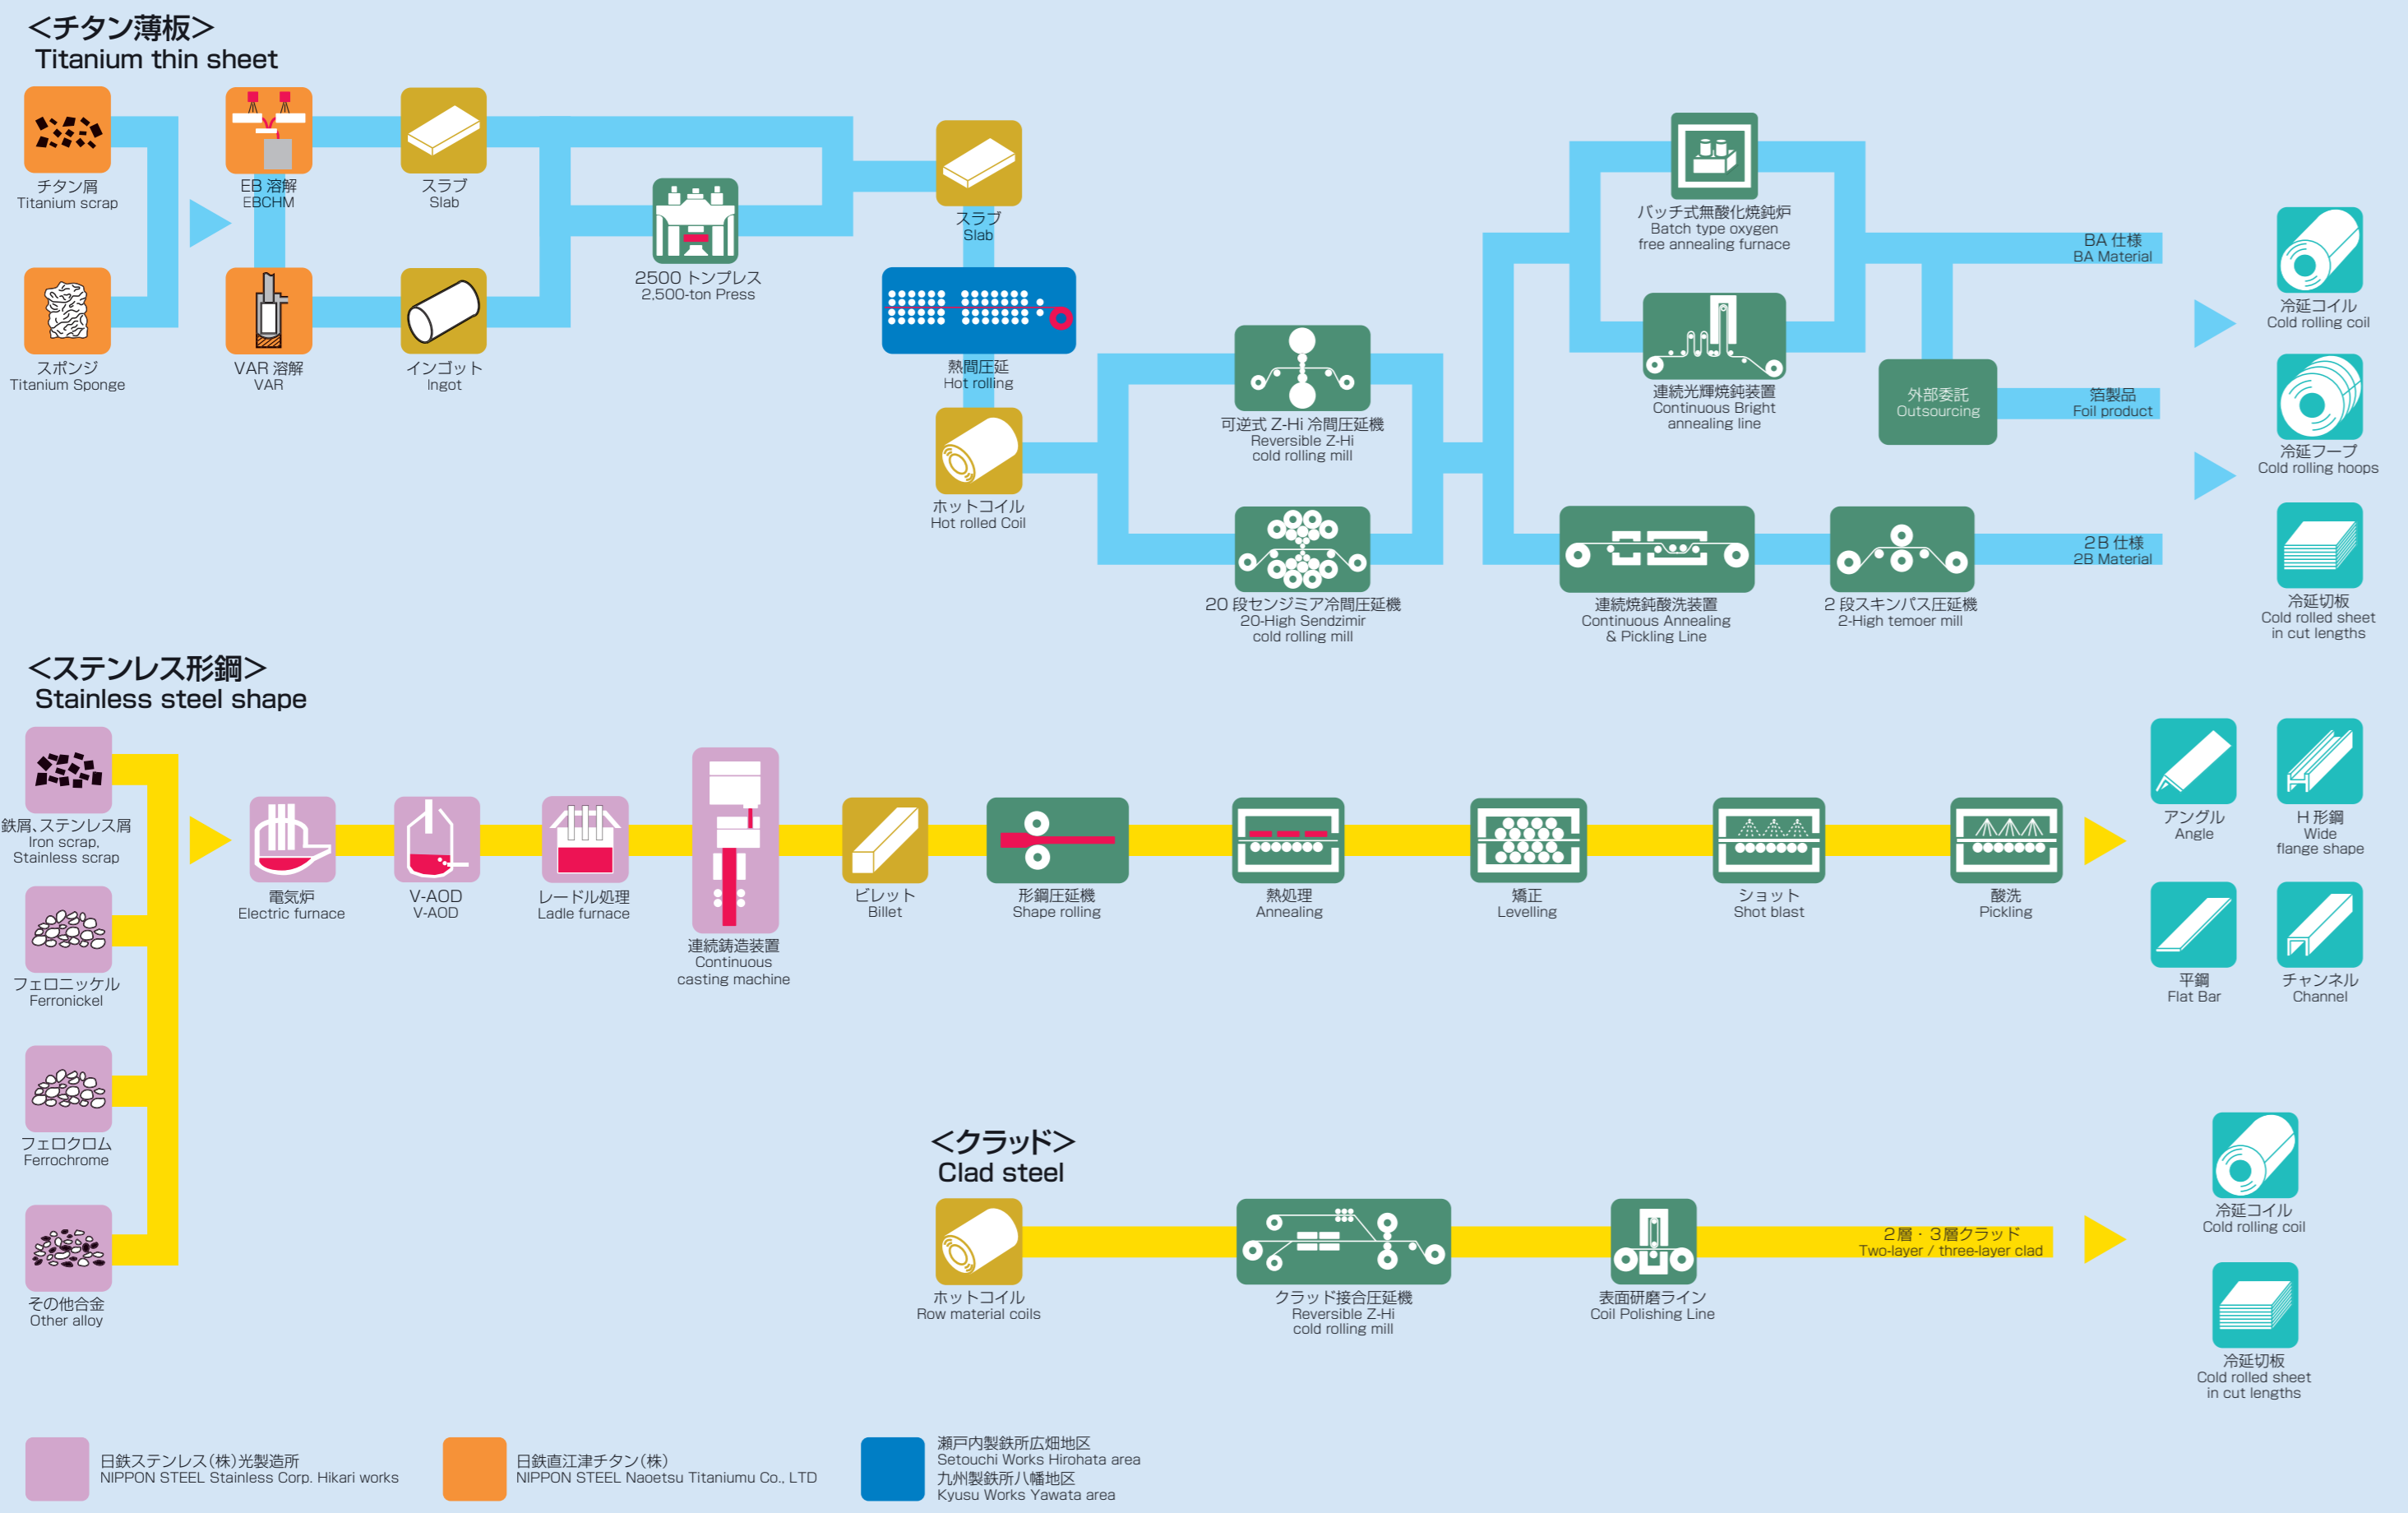 ＜チタン薄板＞
Titanium thin sheet
チタン屑
Titanium scrap
スポンジ
Titanium Sponge
EB 溶解
EBCHM
VAR 溶解
VAR
スラブ
Slab
インゴット
Ingot
2500 トンプレス
2,500-ton Press
スラブ
Slab
熱間圧延
Hot rolling
ホットコイル
Hot rolled Coil
可逆式 Z-Hi 冷間圧延機
Reversible Z-Hi
cold rolling mill
20 段センジミア冷間圧延機
20-High Sendzimir
cold rolling mill
バッチ式無酸化焼鈍炉
Batch type oxygen
free annealing furnace
連続光輝焼鈍装置
Continuous Bright
annealing line
外部委託
Outsourcing
連続焼鈍酸洗装置
Continuous Annealing
& Pickling Line
2 段スキンパス圧延機
2-High temoer mill
BA 仕様
BA Material
箔製品
Foil product
2B 仕様
2B Material
冷延コイル
Cold rolling coil
冷延フープ
Cold rolling hoops
冷延切板
Cold rolled sheet
in cut lengths
＜ステンレス形鋼＞
Stainless steel shape
鉄屑、ステンレス屑
Iron scrap,
Stainless scrap
フェロニッケル
Ferronickel
フェロクロム
Ferrochrome
その他合金
Other alloy
電気炉
Electric furnace
V-AOD
V-AOD
レードル処理
Ladle furnace
連続鋳造装置
Continuous
casting machine
ビレット
Billet
形鋼圧延機
Shape rolling
熱処理
Annealing
矯正
Levelling
ショット
Shot blast
酸洗
Pickling
アングル
Angle
H 形鋼
Wide
flange shape
平鋼
Flat Bar
チャンネル
Channel
＜クラッド＞
Clad steel
ホットコイル
Row material coils
クラッド接合圧延機
Reversible Z-Hi
cold rolling mill
表面研磨ライン
Coil Polishing Line
2層・3層クラッド
Two-layer / three-layer clad
冷延コイル
Cold rolling coil
冷延切板
Cold rolled sheet
in cut lengths
日鉄ステンレス（株）光製造所
NIPPON STEEL Stainless Corp. Hikari works
日鉄直江津チタン（株）
NIPPON STEEL Naoetsu Titaniumu Co., LTD
瀬戸内製鉄所広畑地区
Setouchi Works Hirohata area
九州製鉄所八幡地区
Kyusu Works Yawata area